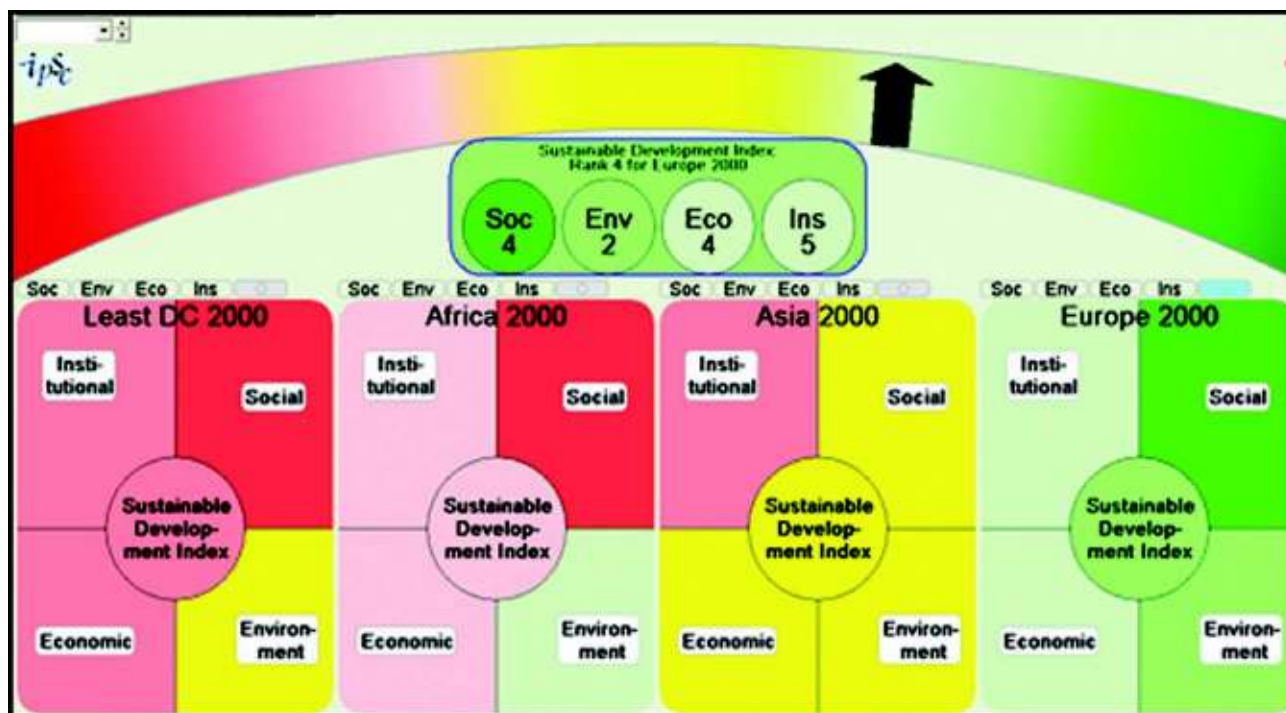 ipsc
Sustainable Development Index
Rank 4 for Europe 2000
Soc Env Eco Ins
4 2 4 5
Soc Env Eco Ins
Least DC 2000
Insti-
tutional
Social
Sustainable
Develop-
ment Index
Economic
Environ-
ment
Soc Env Eco Ins
Africa 2000
Insti-
tutional
Social
Sustainable
Develop-
ment Index
Economic
Environ-
ment
Soc Env Eco Ins
Asia 2000
Insti-
tutional
Social
Sustainable
Develop-
ment Index
Economic
Environ-
ment
Soc Env Eco Ins
Europe 2000
Insti-
tutional
Social
Sustainable
Develop-
ment Index
Economic
Environ-
ment